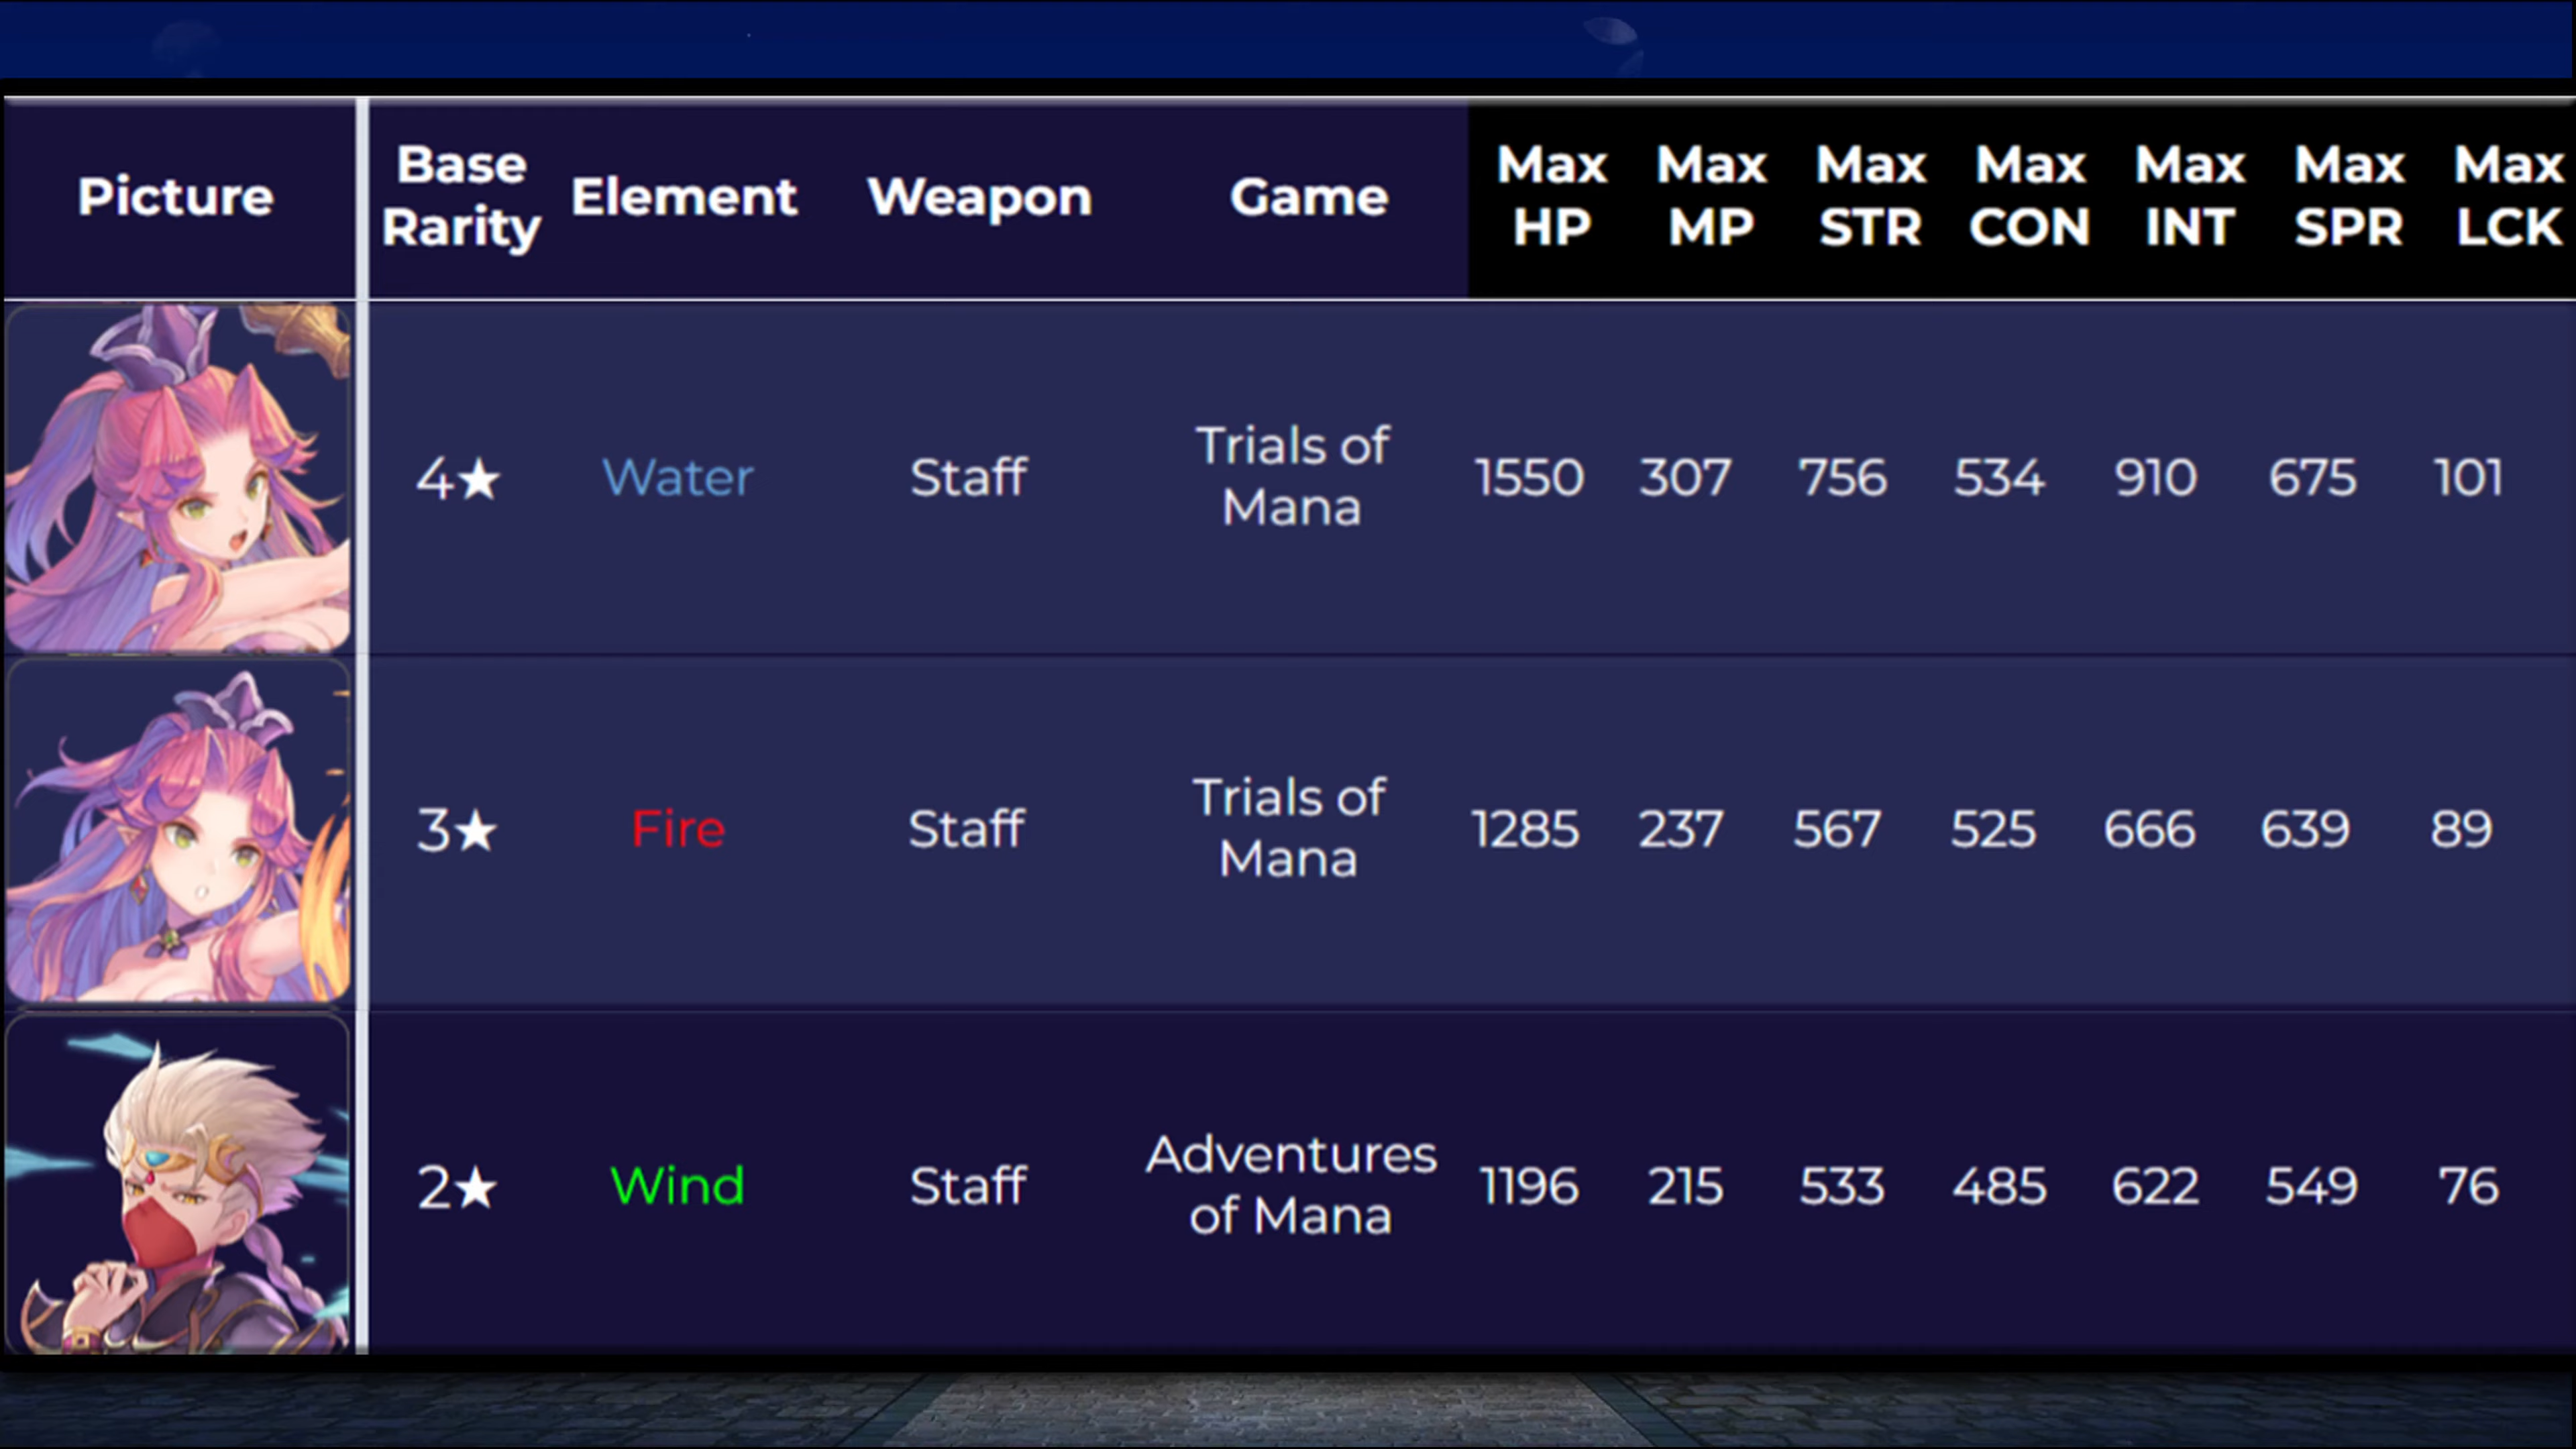 Picture Base Rarity Element Weapon Game Max HP Max MP Max STR Max CON Max INT Max SPR Max LCK
4★ Water Staff Trials of Mana 1550 307 756 534 910 675 101
3★ Fire Staff Trials of Mana 1285 237 567 525 666 639 89
2★ Wind Staff Adventures of Mana 1196 215 533 485 622 549 76